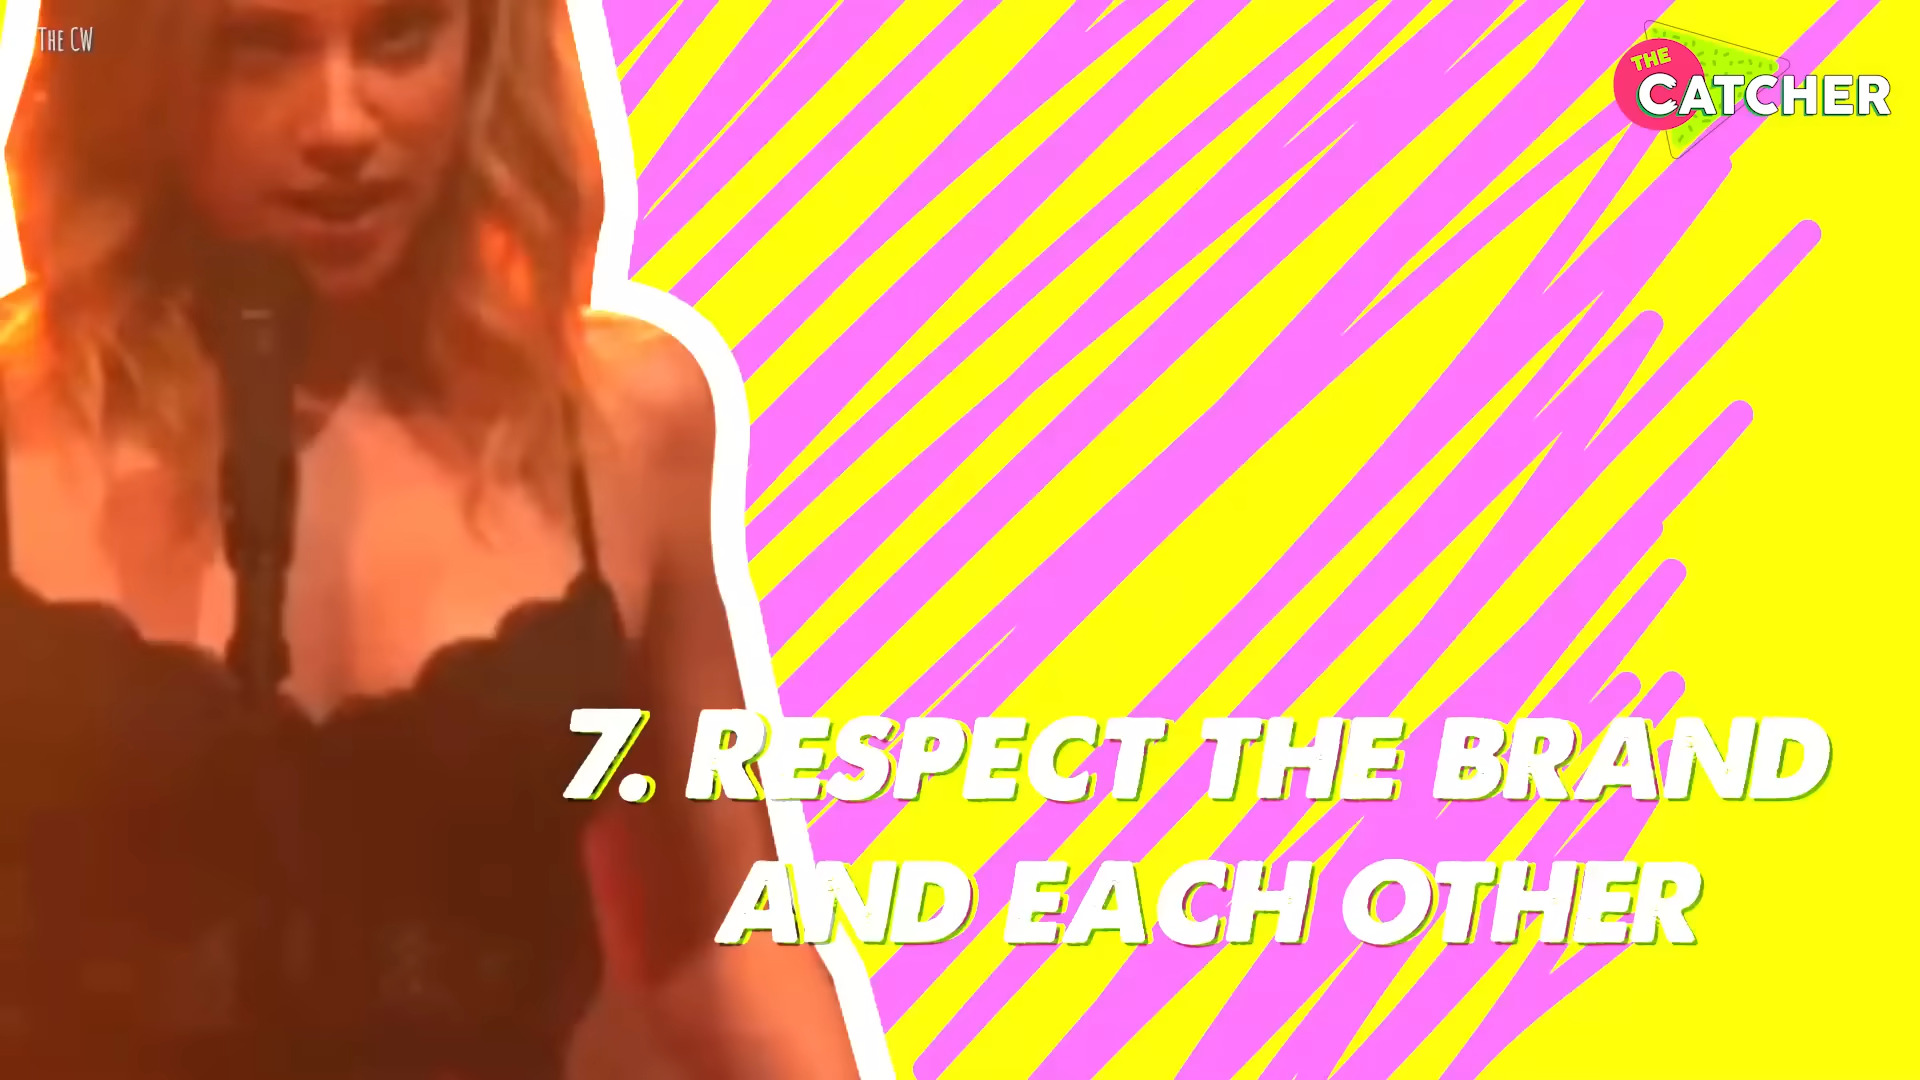 The CW
THE
CATCHER
7. RESPECT THE BRAND
AND EACH OTHER